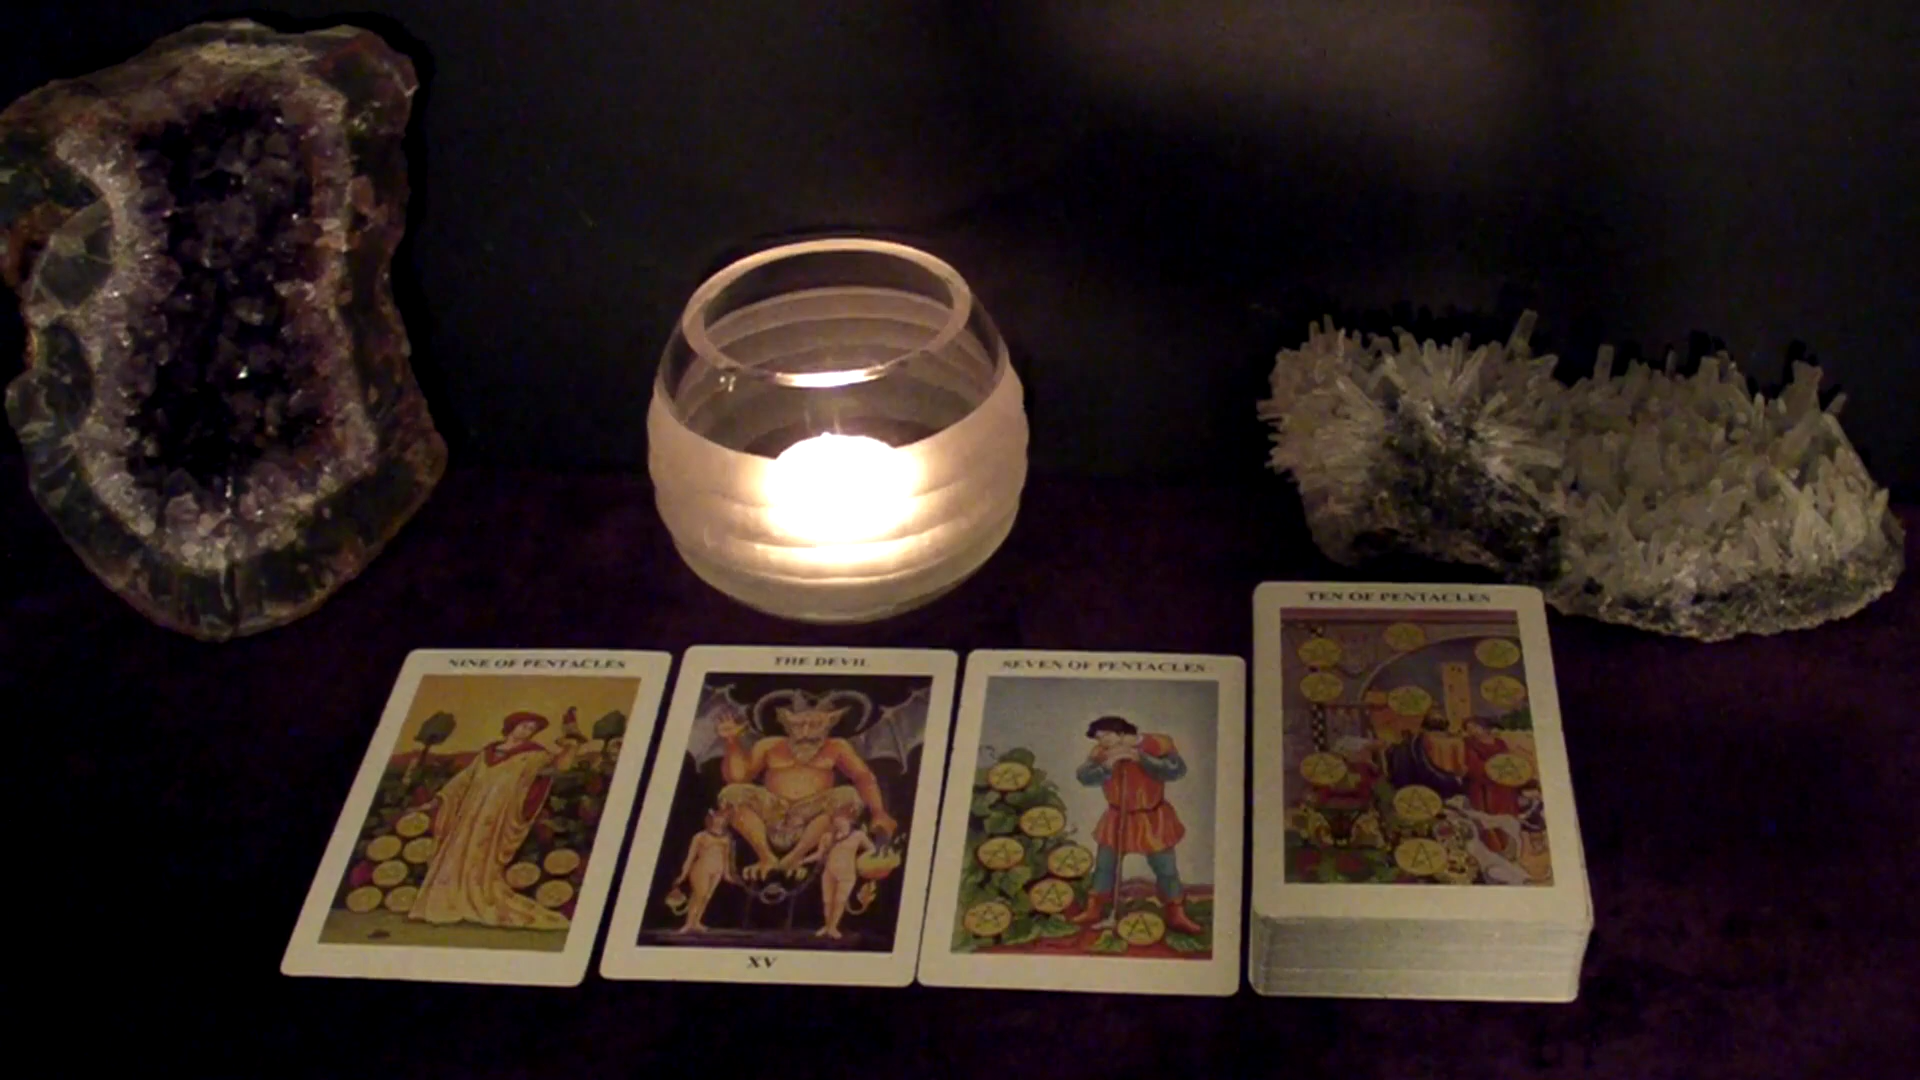 NINE OF PENTACLES
THE DEVIL
XV
SEVEN OF PENTACLES
TEN OF PENTACLES